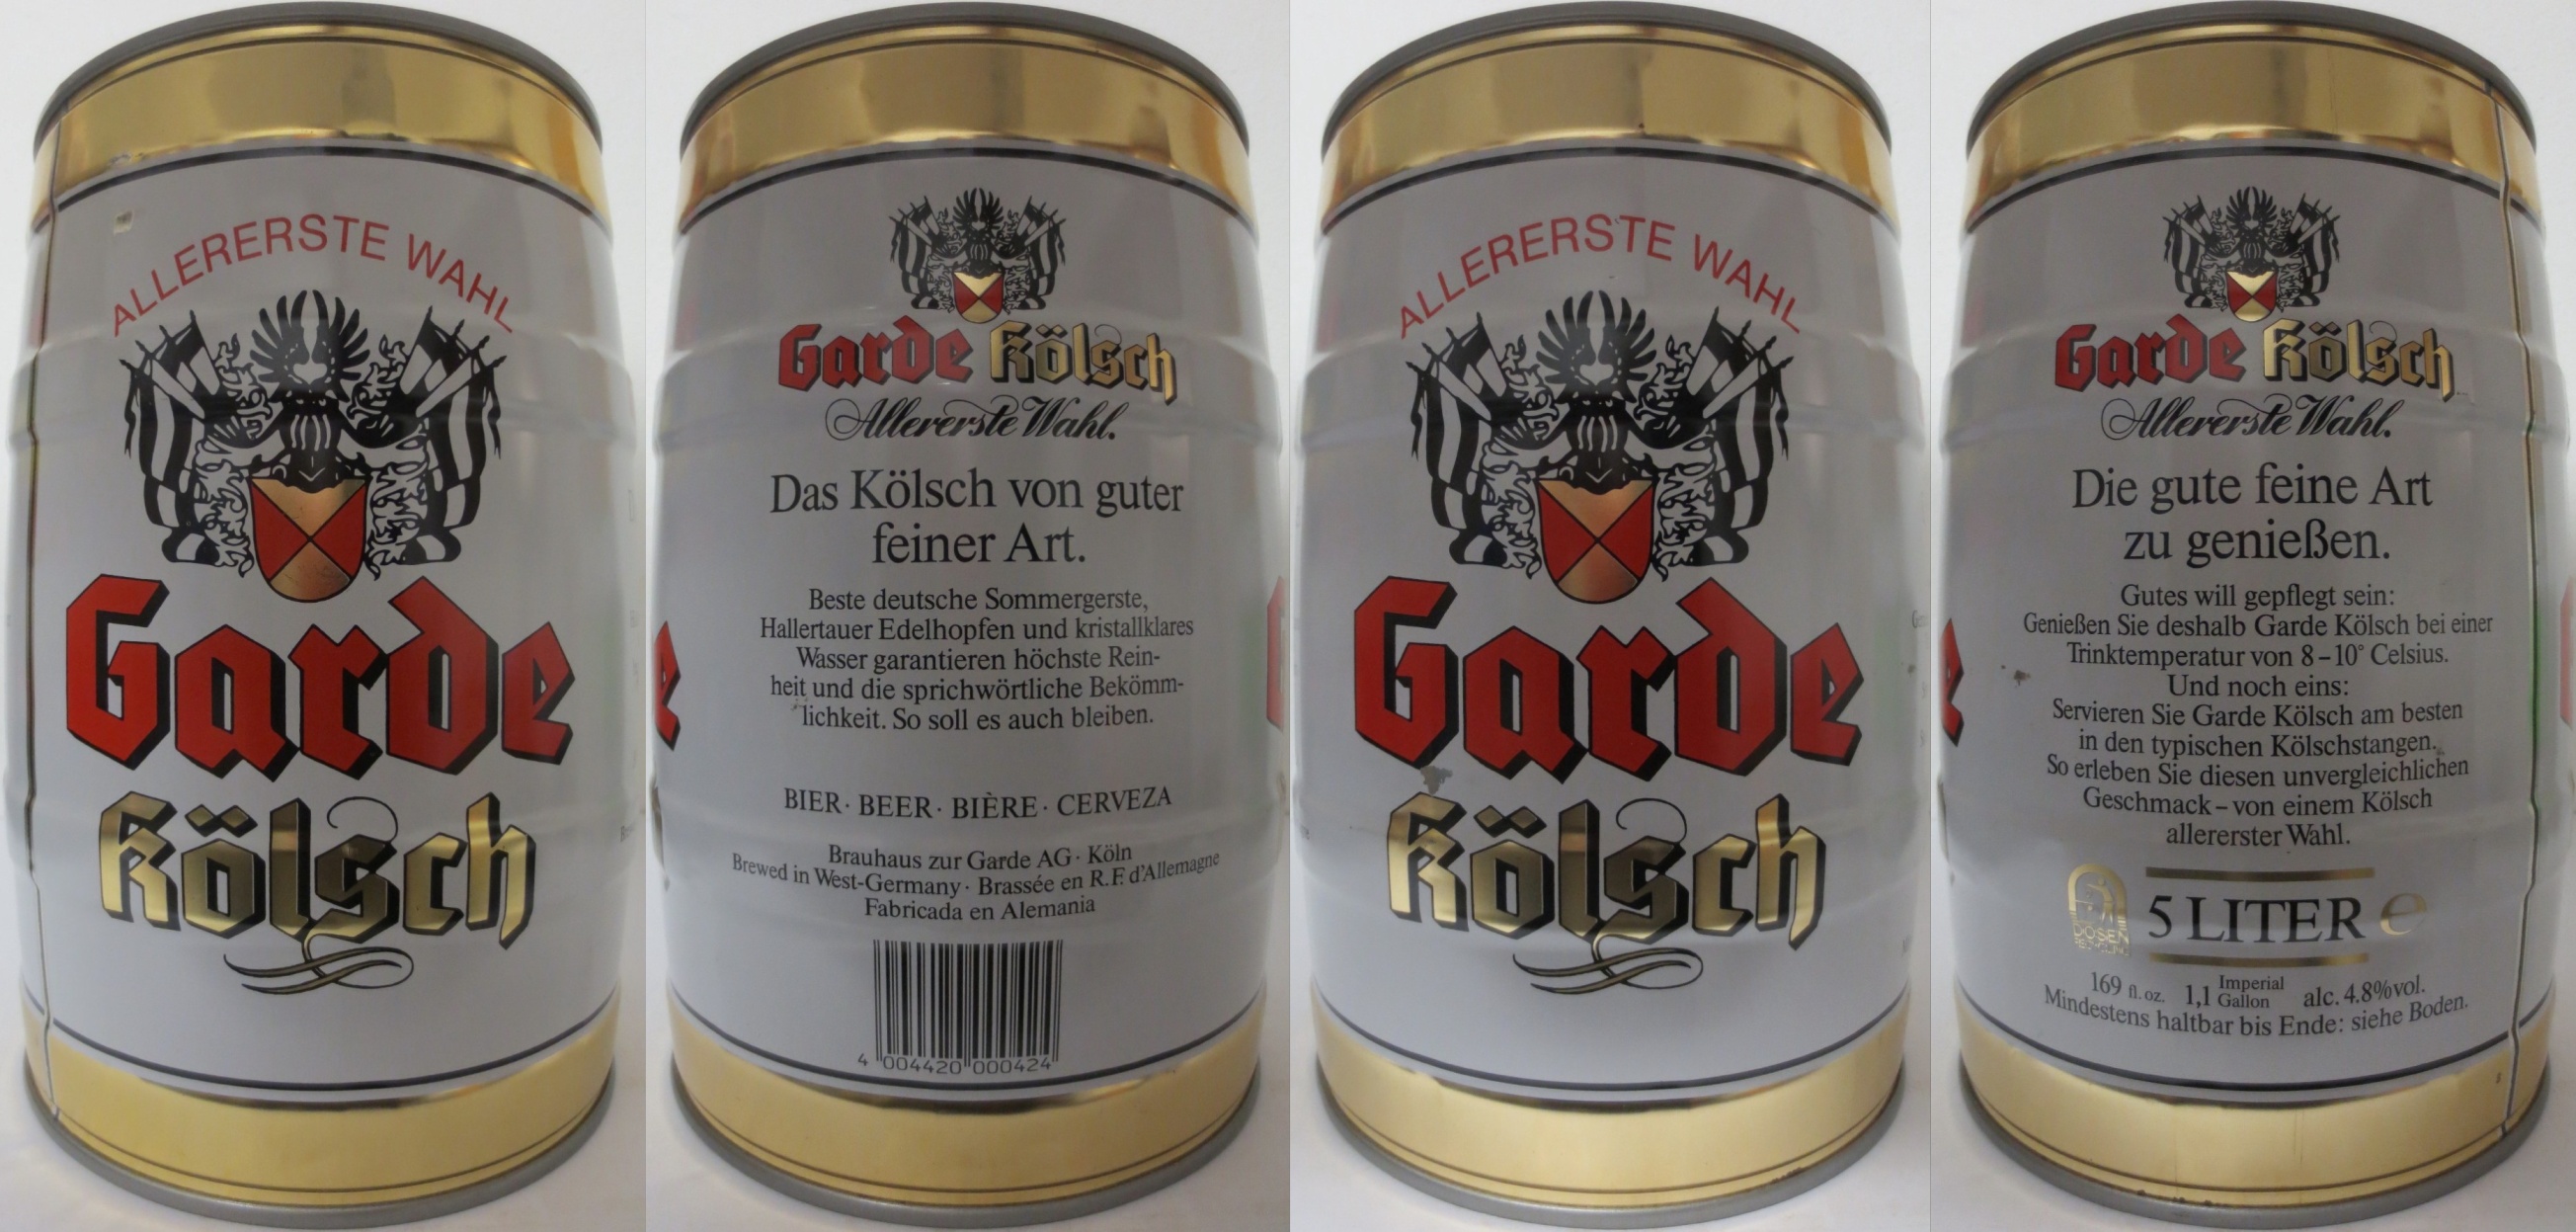 ALLERERSTE WAHL
Garde
Kölsch
Garde Kölsch
Allererste Wahl.
Das Kölsch von guter
feiner Art.
Beste deutsche Sommergerste,
Hallertauer Edelhopfen und kristallklares
Wasser garantieren höchste Rein-
heit und die sprichwörtliche Bekömm-
lichkeit. So soll es auch bleiben.
BIER · BEER · BIÈRE · CERVEZA
Brauhaus zur Garde AG · Köln
Brewed in West-Germany · Brassée en R.F. d'Allemagne
Fabricada en Alemania
4 004420 000424
ALLERERSTE WAHL
Garde
Kölsch
Garde Kölsch
Allererste Wahl.
Die gute feine Art
zu genießen.
Gutes will gepflegt sein:
Genießen Sie deshalb Garde Kölsch bei einer
Trinktemperatur von 8–10° Celsius.
Und noch eins:
Servieren Sie Garde Kölsch am besten
in den typischen Kölschstangen.
So erleben Sie diesen unvergleichlichen
Geschmack – von einem Kölsch
allererster Wahl.
DOSEN
5 LITER e
169 fl. oz. 1,1 Imperial Gallon alc. 4.8% vol.
Mindestens haltbar bis Ende: siehe Boden.